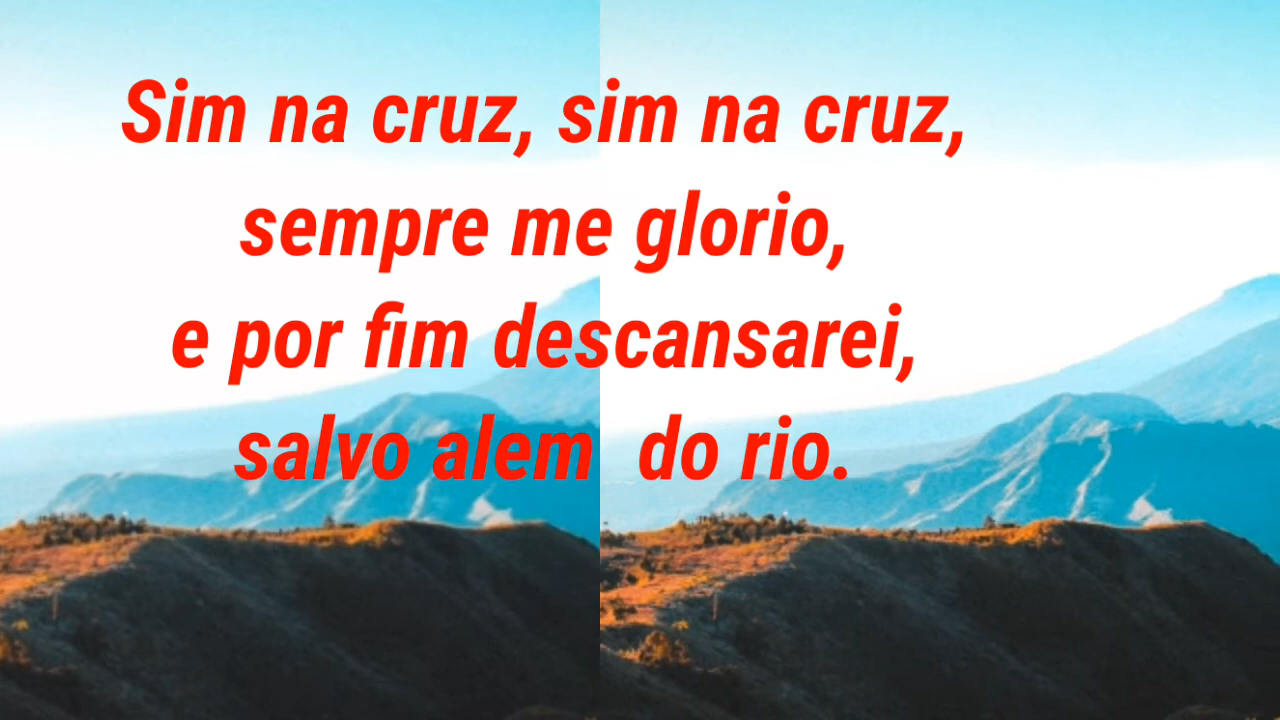 Sim na cruz, sim na cruz,
sempre me glorio,
e por fim descansarei,
salvo alem do rio.